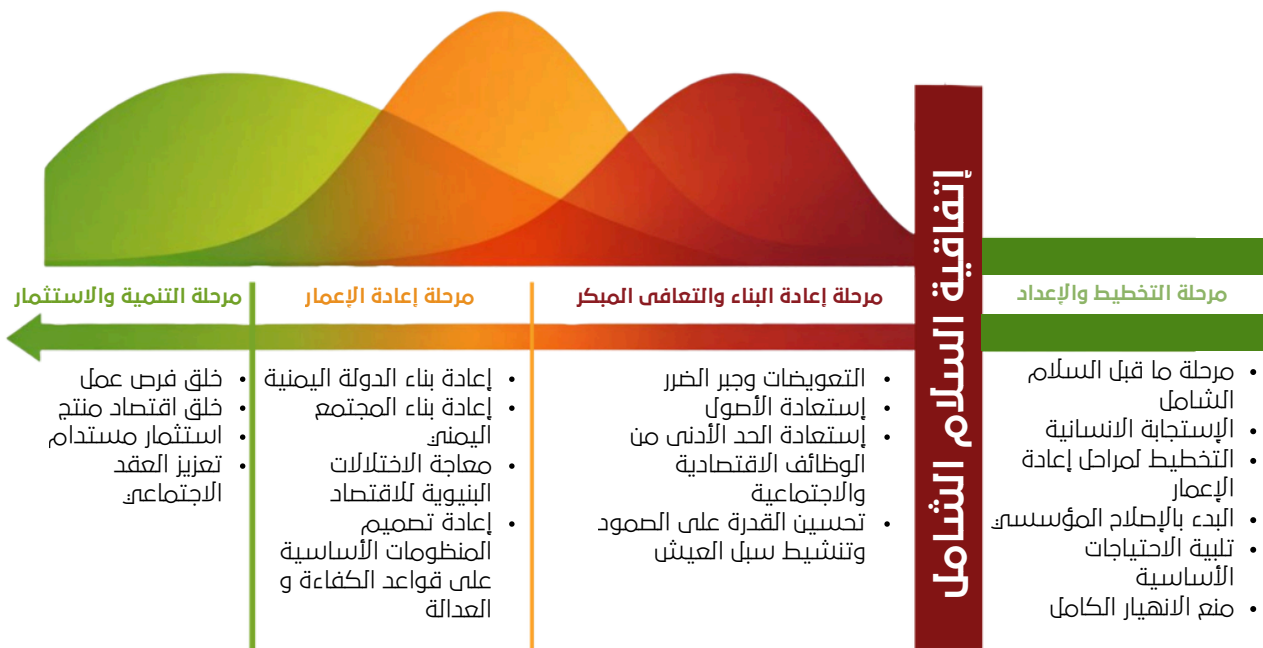 مرحلة التخطيط والإعداد
• مرحلة ما قبل السلام
الشامل
• الإستجابة الانسانية
• التخطيط لمراحل إعادة
الإعمار
• البدء بالإصلاح المؤسسي
• تلبية الاحتياجات
الأساسية
• منع الانهيار الكامل
إتفاقية السلام الشامل
مرحلة إعادة البناء والتعافى المبكر
• التعويضات وجبر الضرر
• إستعادة الأصول
• إستعادة الحد الأدنى من
الوظائف الاقتصادية
والاجتماعية
• تحسين القدرة على الصمود
وتنشيط سبل العيش
مرحلة إعادة الإعمار
• إعادة بناء الدولة اليمنية
• إعادة بناء المجتمع
اليمني
• معاجة الاختلالات
البنيوية للاقتصاد
• إعادة تصميم
المنظومات الأساسية
على قواعد الكفاءة و
العدالة
مرحلة التنمية والاستثمار
• خلق فرص عمل
• خلق اقتصاد منتج
• استثمار مستدام
• تعزيز العقد
الاجتماعي